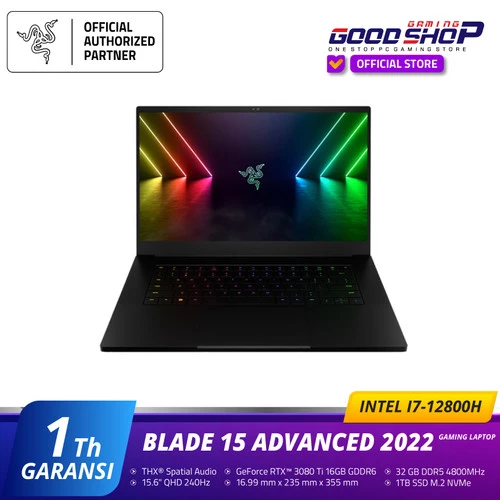 OFFICIAL
AUTHORIZED
PARTNER
GAMING
GOODSHOP
ONE STOP PC GAMING STORE
OFFICIAL STORE
INTEL I7-12800H
1Th
GARANSI
BLADE 15 ADVANCED 2022 GAMING LAPTOP
• THX® Spatial Audio • GeForce RTX™ 3080 Ti 16GB GDDR6 • 32 GB DDR5 4800MHz
• 15.6" QHD 240Hz • 16.99 mm x 235 mm x 355 mm • 1TB SSD M.2 NVMe